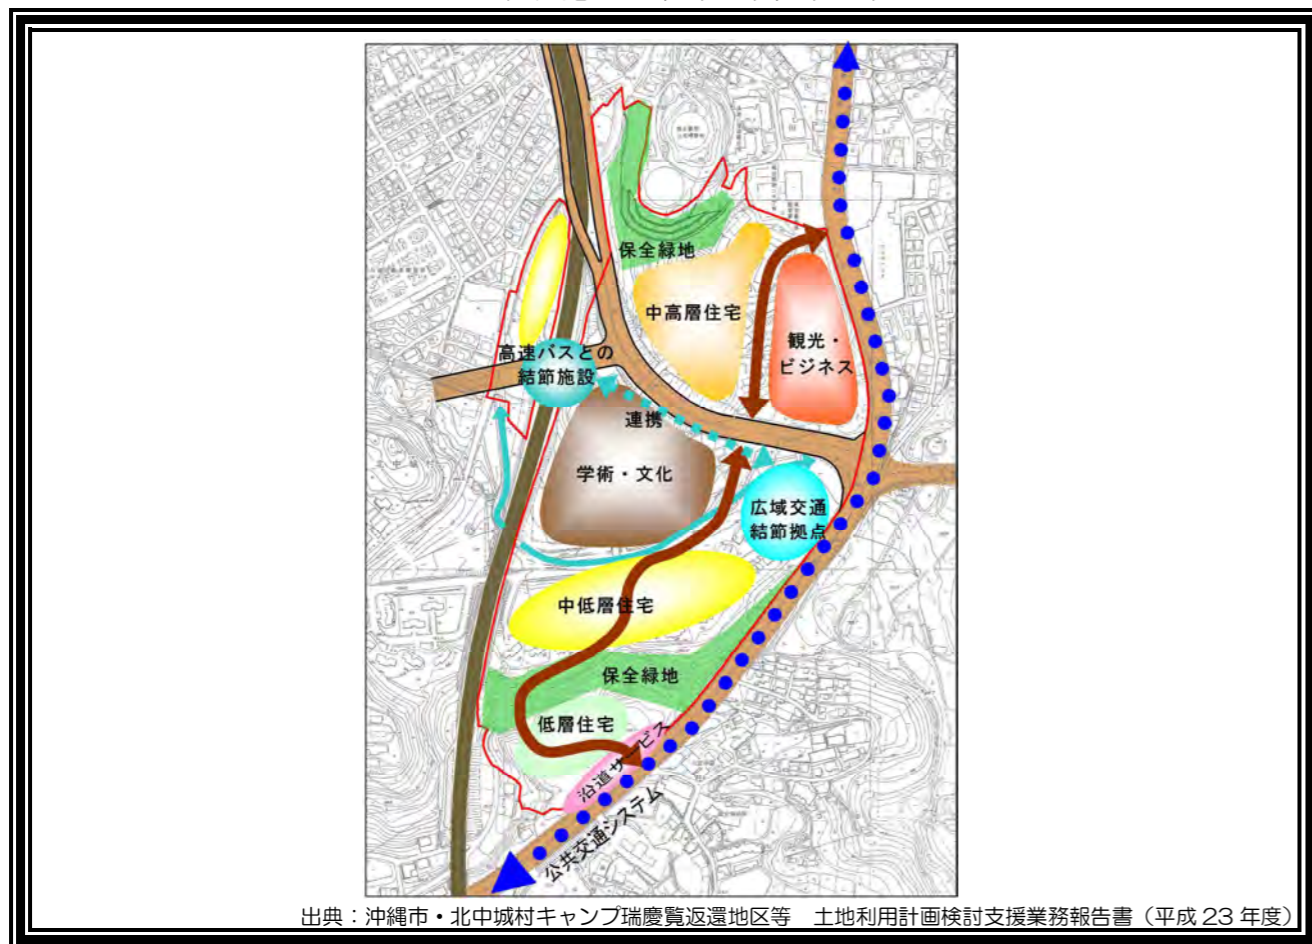 保全緑地
中高層住宅
観光・
ビジネス
高速バスとの
結節施設
連携
学術・文化
広域交通
結節拠点
中低層住宅
保全緑地
低層住宅
沿道サービス
公共交通システム
出典：沖縄市・北中城村キャンプ瑞慶覧返還地区等　土地利用計画検討支援業務報告書（平成 23 年度）